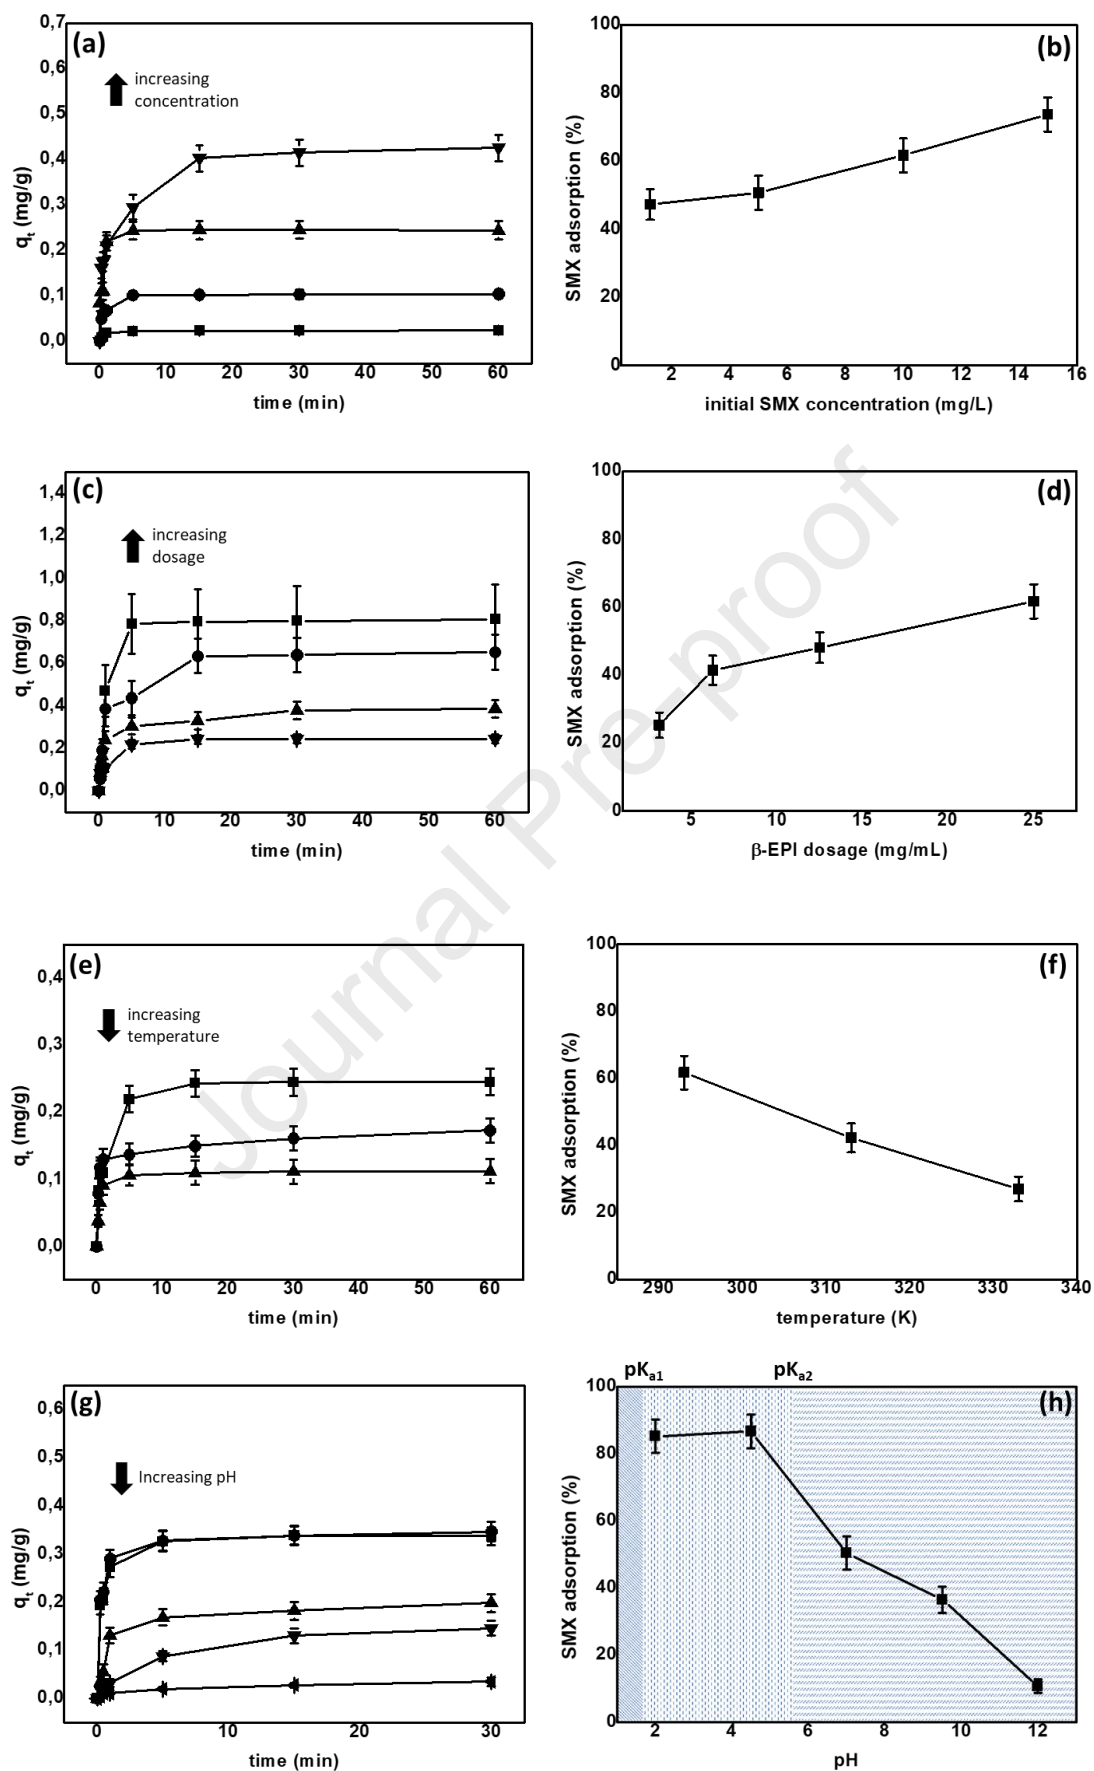 (a)
increasing
concentration
0,7
0,6
0,5
0,4
0,3
0,2
0,1
0,0
qt (mg/g)
0 10 20 30 40 50 60
time (min)
(b)
100
80
60
40
20
0
SMX adsorption (%)
2 4 6 8 10 12 14 16
initial SMX concentration (mg/L)
(c)
increasing
dosage
1,4
1,2
1,0
0,8
0,6
0,4
0,2
0,0
qt (mg/g)
0 10 20 30 40 50 60
time (min)
(d)
100
80
60
40
20
0
SMX adsorption (%)
5 10 15 20 25
β-EPI dosage (mg/mL)
Journal Pre-proof
(e)
increasing
temperature
0,4
0,3
0,2
0,1
0,0
qt (mg/g)
0 10 20 30 40 50 60
time (min)
(f)
100
80
60
40
20
0
SMX adsorption (%)
290 300 310 320 330 340
temperature (K)
(g)
Increasing pH
0,6
0,5
0,4
0,3
0,2
0,1
0,0
qt (mg/g)
0 10 20 30
time (min)
pKa1 pKa2
(h)
100
80
60
40
20
0
SMX adsorption (%)
2 4 6 8 10 12
pH